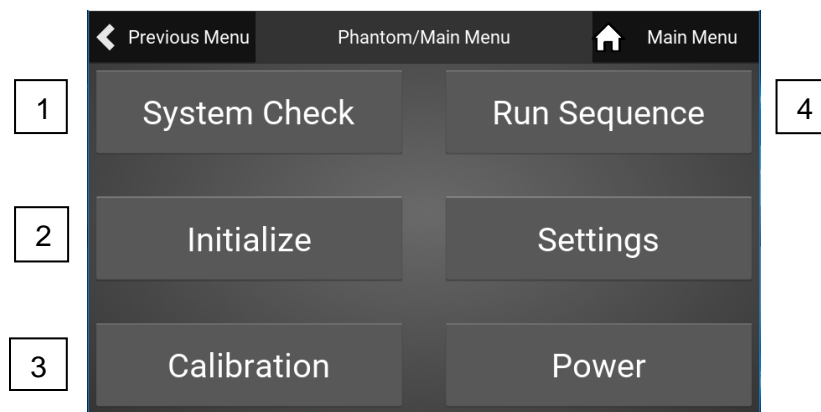 Previous Menu Phantom/Main Menu Main Menu
1 System Check Run Sequence 4
2 Initialize Settings
3 Calibration Power